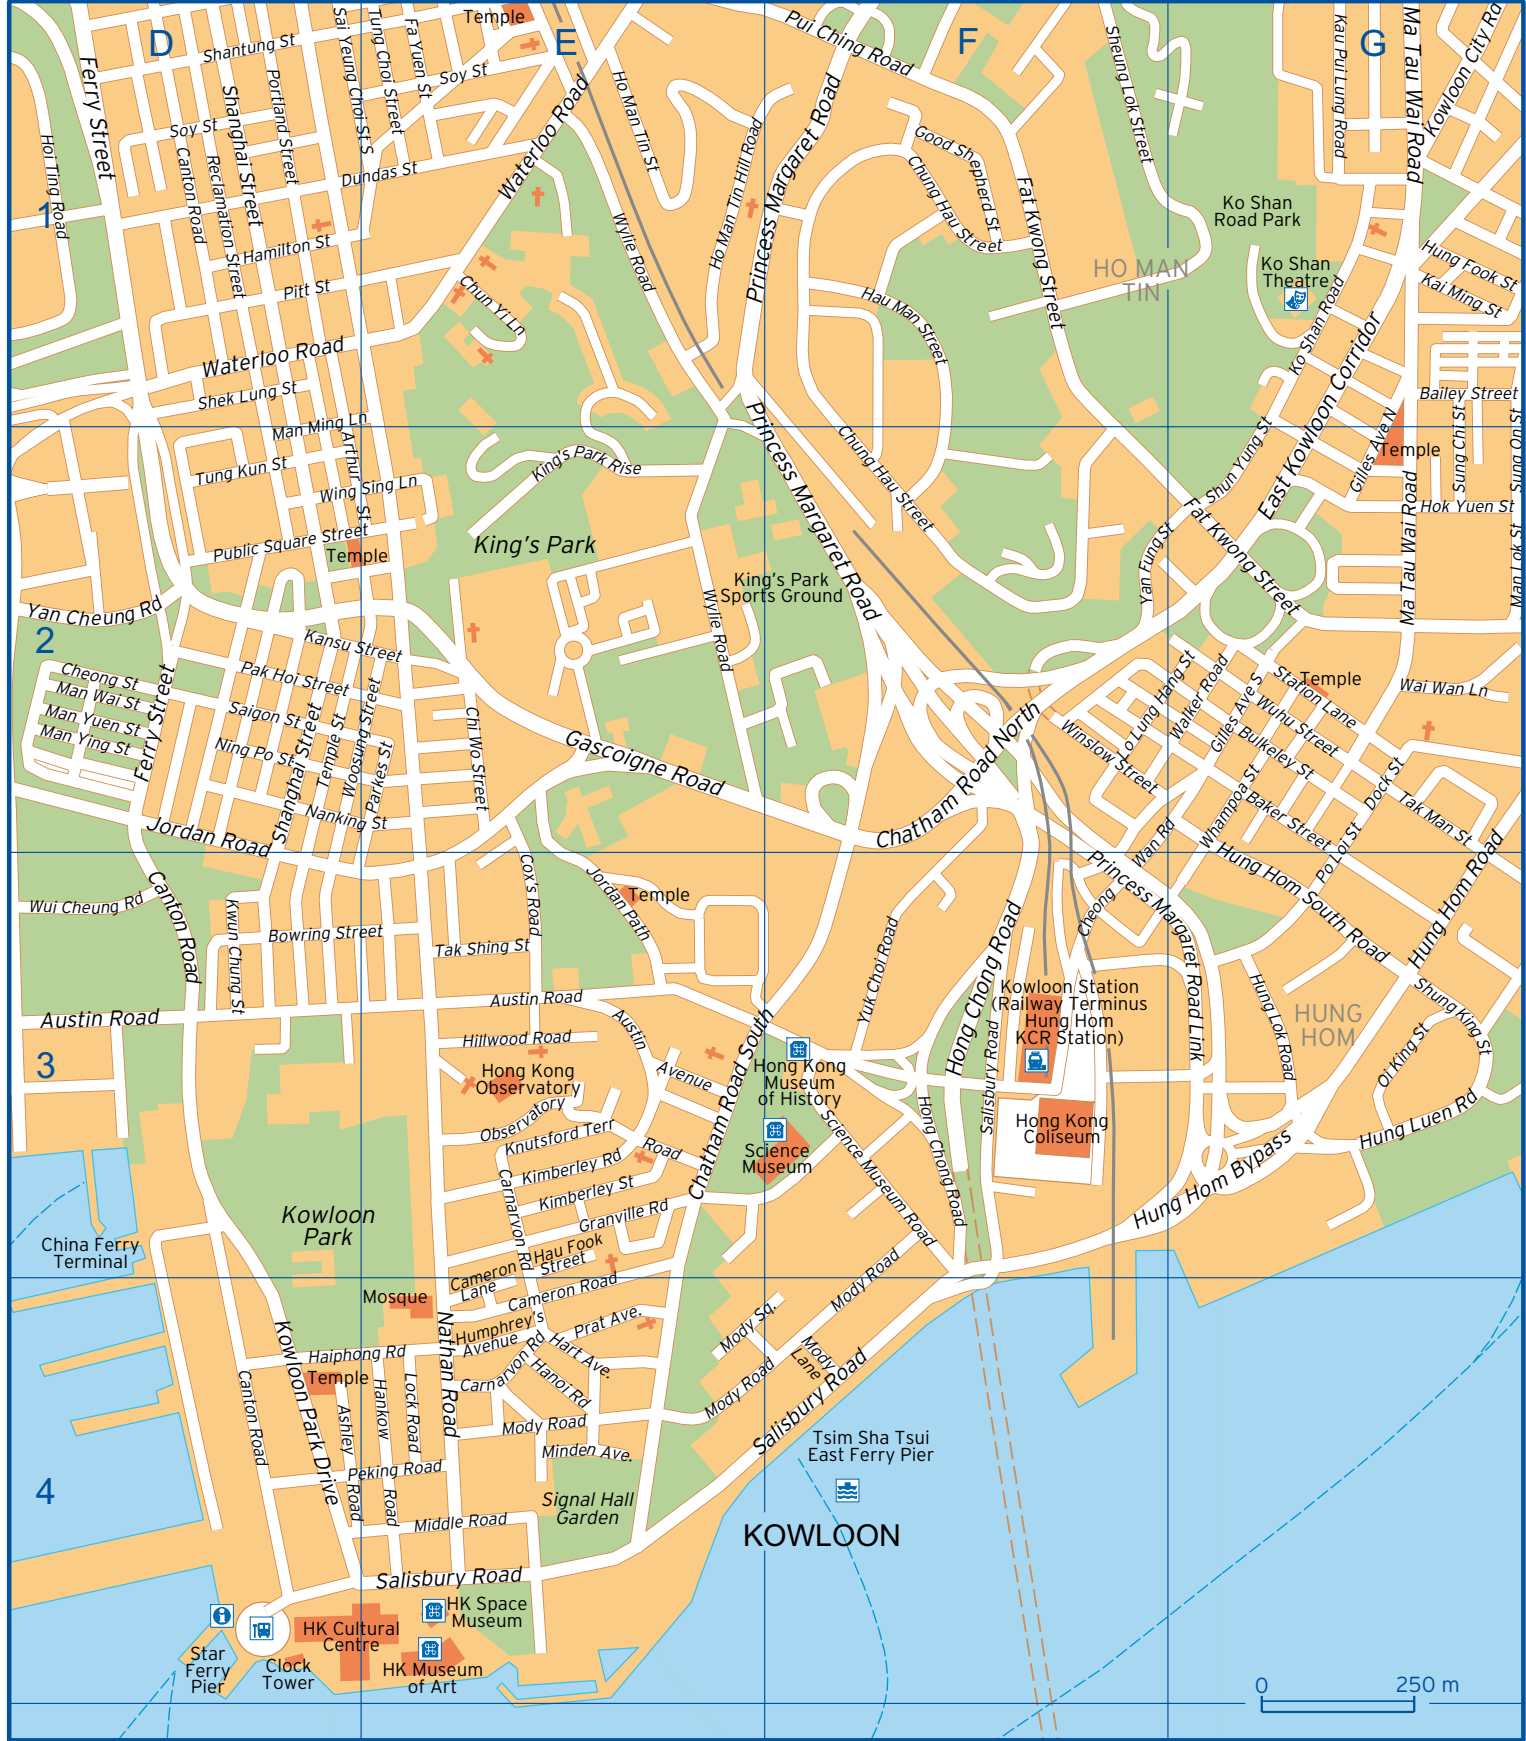 D
E
F
G
1
2
3
4
Temple
Shantung St
Sai Yeung Choi St S
Tung Choi Street
Fa Yuen St
Soy St
Ferry Street
Hoi Ting Road
Soy St
Shanghai Street
Portland Street
Canton Road
Reclamation Street
Dundas St
Hamilton St
Pitt St
Waterloo Road
Waterloo Road
Shek Lung St
Man Ming Ln
Tung Kun St
Arthur St
Wing Sing Ln
Public Square Street
Temple
Chun Yi Ln
Ho Man Tin St
Wylie Road
Ho Man Tin Hill Road
Princess Margaret Road
Pui Ching Road
Good Shepherd St
Chung Hau Street
Fat Kwong Street
Hau Man Street
Sheung Lok Street
HO MAN
TIN
Ko Shan
Road Park
Ko Shan
Theatre
Ko Shan Road
Kau Pui Lung Road
Ma Tau Wai Road
Kowloon City Rd
Hung Fook St
Kai Ming St
East Kowloon Corridor
Bailey Street
Gilles Ave N
Temple
Sung Chi St
Sung On St
Hok Yuen St
Man Lok St
Ma Tau Wai Road
Shun Yung St
Yan Fung St
Fat Kwong Street
Chung Hau Street
Princess Margaret Road
King's Park Rise
King's Park
King's Park
Sports Ground
Wylie Road
Yan Cheung Rd
Kansu Street
Pak Hoi Street
Saigon St
Ning Po St
Nanking St
Cheong St
Man Wai St
Man Yuen St
Man Ying St
Ferry Street
Shanghai Street
Temple St
Woosung Street
Parkes St
Chi Wo Street
Gascoigne Road
Jordan Road
Chatham Road North
Winslow Street
Lo Lung Hang St
Walker Road
Gilles Ave S
Station Lane
Temple
Wuhu Street
Bulkeley St
Baker Street
Whampoa St
Wai Wan Ln
Dock St
Tak Man St
Po Loi St
Hung Hom Road
Hung Hom South Road
Cheong Wan Rd
Princess Margaret Road Link
Wui Cheung Rd
Canton Road
Kwun Chung St
Bowring Street
Tak Shing St
Cox's Road
Jordan Path
Temple
Austin Road
Austin Road
Hillwood Road
Austin Avenue
Hong Kong
Observatory
Observatory Road
Knutsford Terr
Kimberley Rd
Kimberley St
Granville Rd
Carnarvon Rd
Hau Fook
Street
Cameron
Lane
Cameron Road
Chatham Road South
Yuk Choi Road
Hong Chong Road
Salisbury Road
Hong Kong
Museum
of History
Science
Museum
Science Museum Road
Hong Chong Road
Kowloon Station
(Railway Terminus
Hung Hom
KCR Station)
Hong Kong
Coliseum
HUNG
HOM
Hung Lok Road
Shung King St
Oi King St
Hung Luen Rd
Hung Hom Bypass
China Ferry
Terminal
Kowloon
Park
Mosque
Humphrey's
Avenue
Prat Ave.
Hart Ave.
Hanoi Rd
Carnarvon Rd
Haiphong Rd
Temple
Nathan Road
Kowloon Park Drive
Canton Road
Ashley Road
Hankow Road
Lock Road
Peking Road
Mody Road
Minden Ave.
Middle Road
Signal Hall
Garden
Mody Sq.
Mody Road
Mody
Lane
Mody Road
Salisbury Road
Tsim Sha Tsui
East Ferry Pier
KOWLOON
Salisbury Road
HK Space
Museum
HK Cultural
Centre
HK Museum
of Art
Star
Ferry
Pier
Clock
Tower
0
250 m